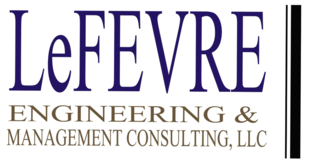 LeFEVRE
ENGINEERING &
MANAGEMENT CONSULTING, LLC